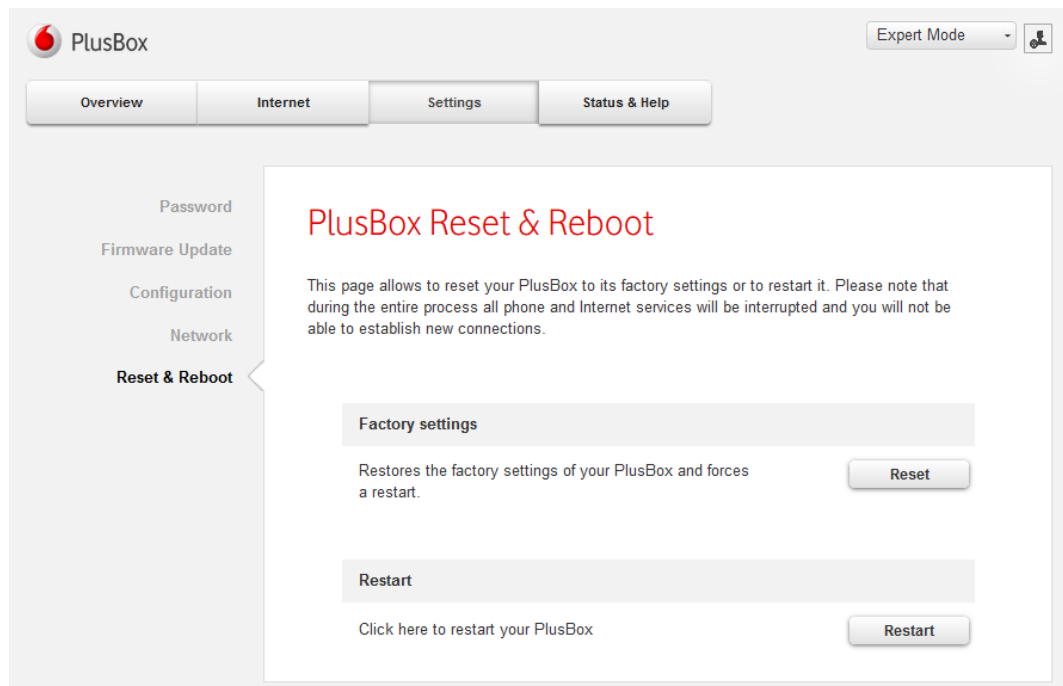 PlusBox
Expert Mode
Overview
Internet
Settings
Status & Help
Password
Firmware Update
Configuration
Network
Reset & Reboot
PlusBox Reset & Reboot
This page allows to reset your PlusBox to its factory settings or to restart it. Please note that
during the entire process all phone and Internet services will be interrupted and you will not be
able to establish new connections.
Factory settings
Restores the factory settings of your PlusBox and forces
a restart.
Reset
Restart
Click here to restart your PlusBox
Restart